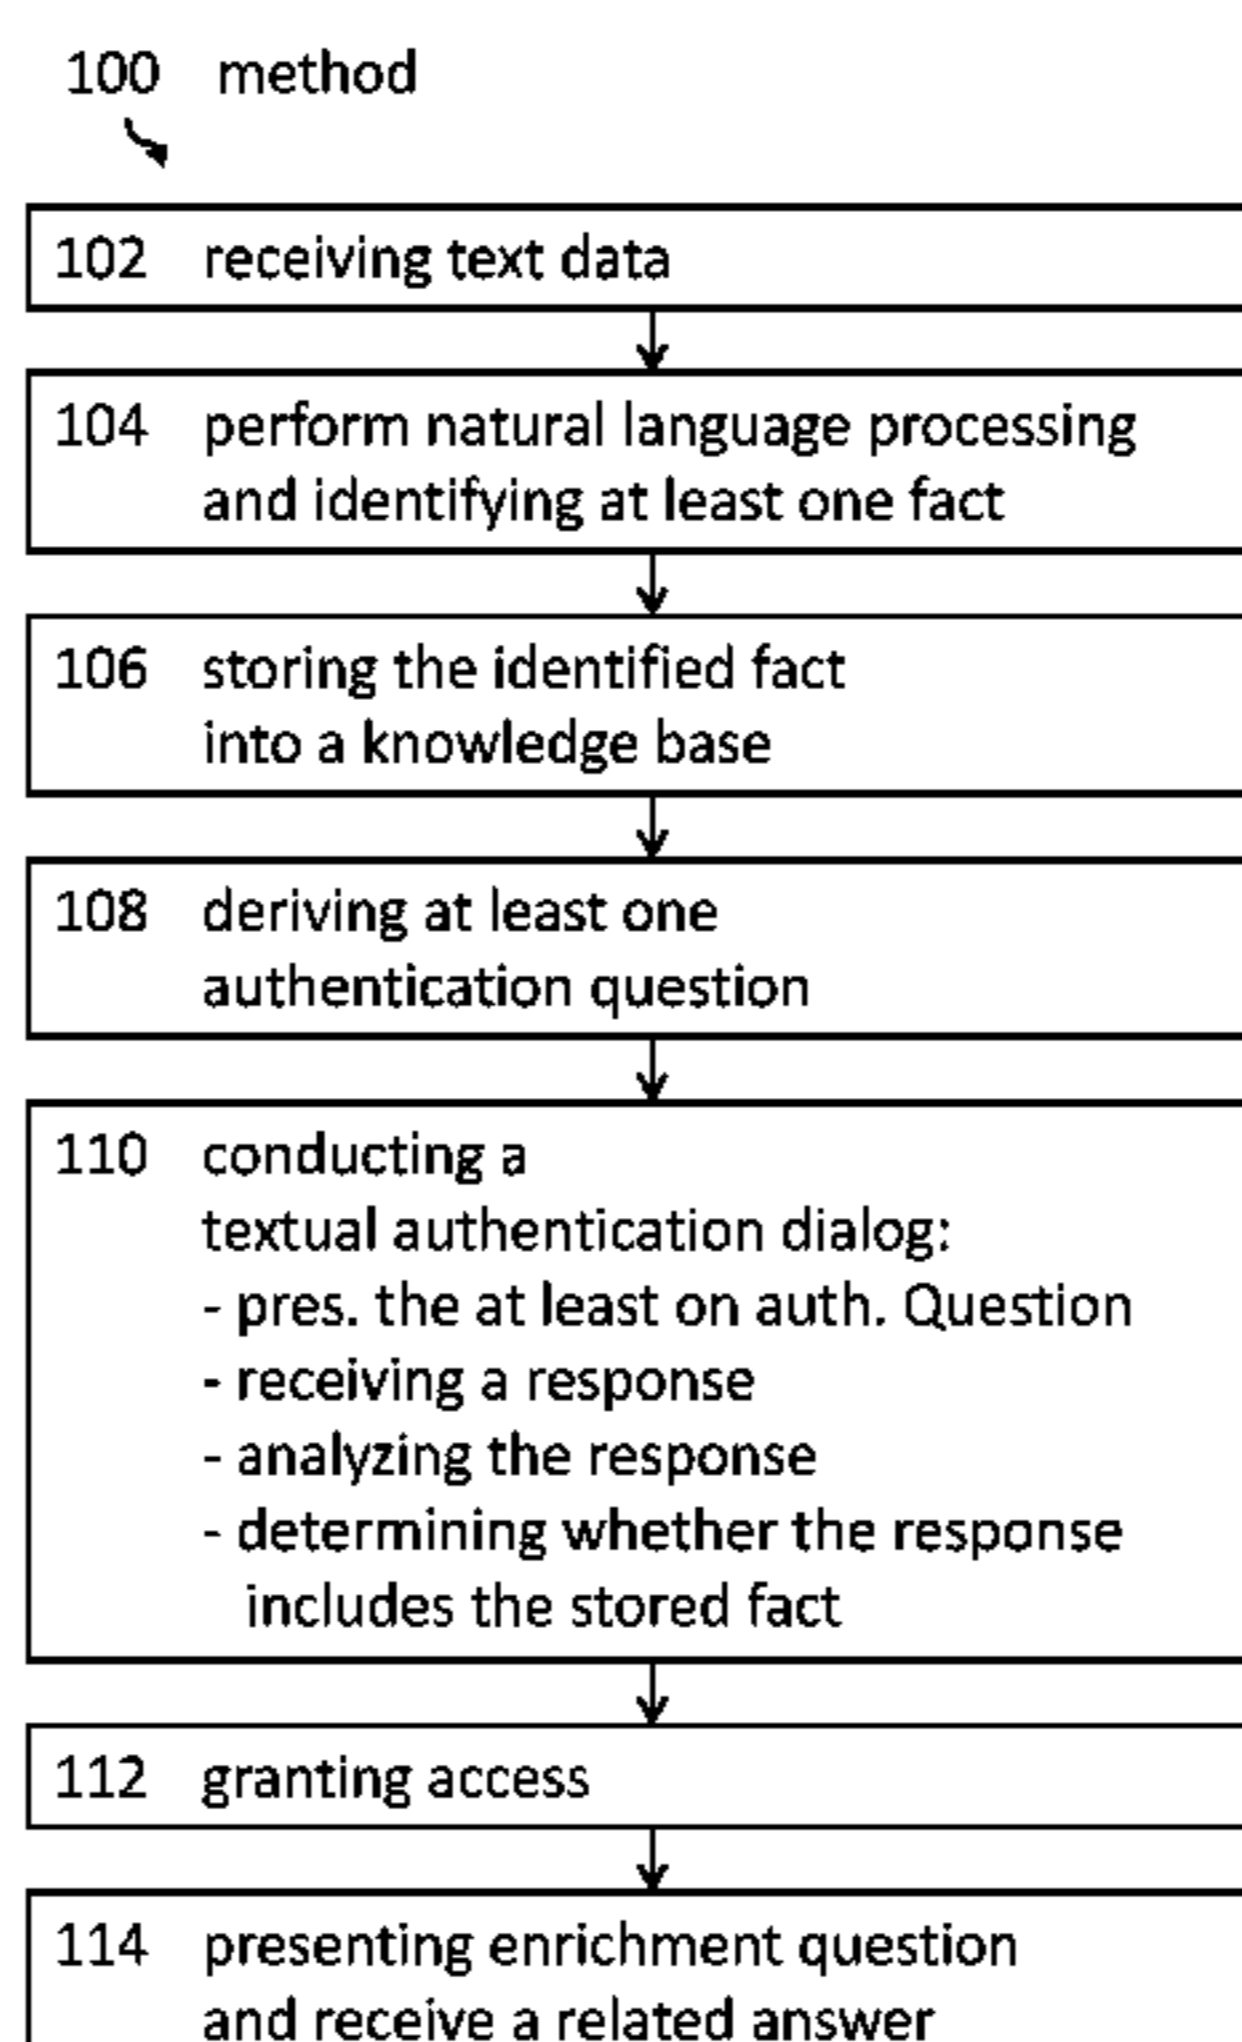 100 method
102 receiving text data
104 perform natural language processing
and identifying at least one fact
106 storing the identified fact
into a knowledge base
108 deriving at least one
authentication question
110 conducting a
textual authentication dialog:
- pres. the at least on auth. Question
- receiving a response
- analyzing the response
- determining whether the response
includes the stored fact
112 granting access
114 presenting enrichment question
and receive a related answer